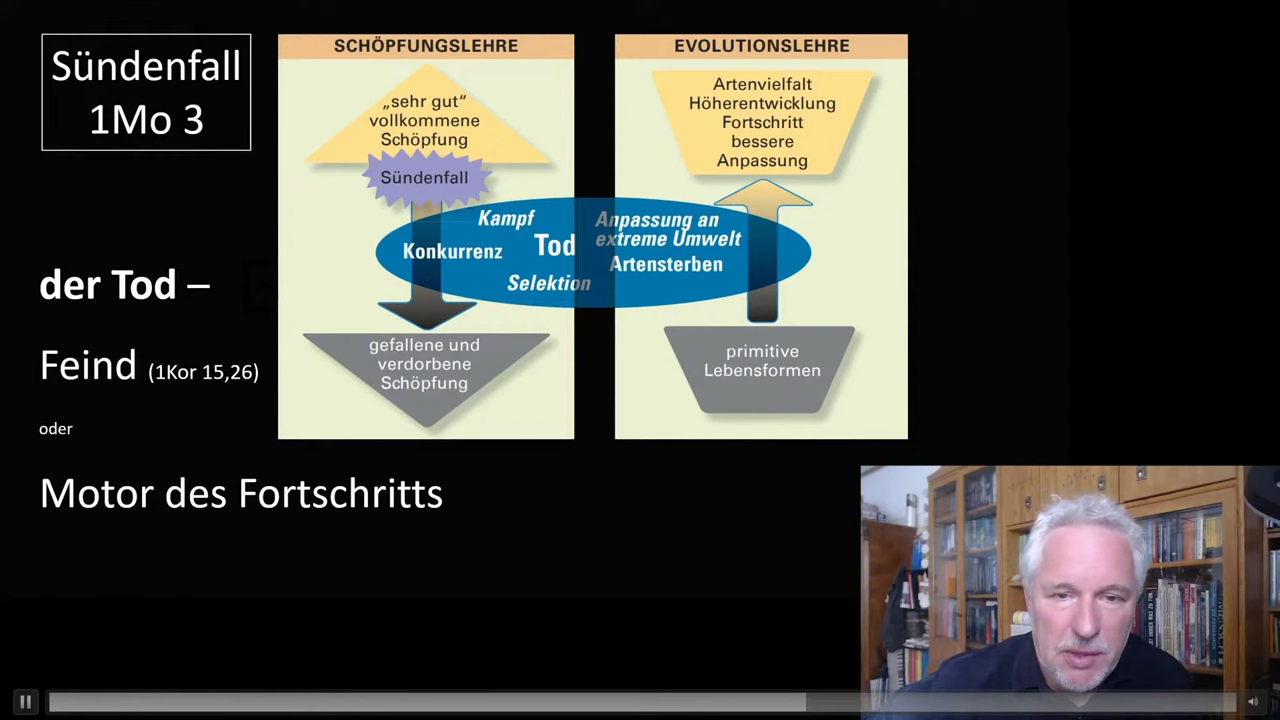 Sündenfall
1Mo 3
der Tod –
Feind (1Kor 15,26)
oder
Motor des Fortschritts
SCHÖPFUNGSLEHRE
„sehr gut“
vollkommene
Schöpfung
Sündenfall
Kampf
Konkurrenz
Tod
Selektion
Anpassung an
extreme Umwelt
Artensterben
gefallene und
verdorbene
Schöpfung
EVOLUTIONSLEHRE
Artenvielfalt
Höherentwicklung
Fortschritt
bessere
Anpassung
primitive
Lebensformen